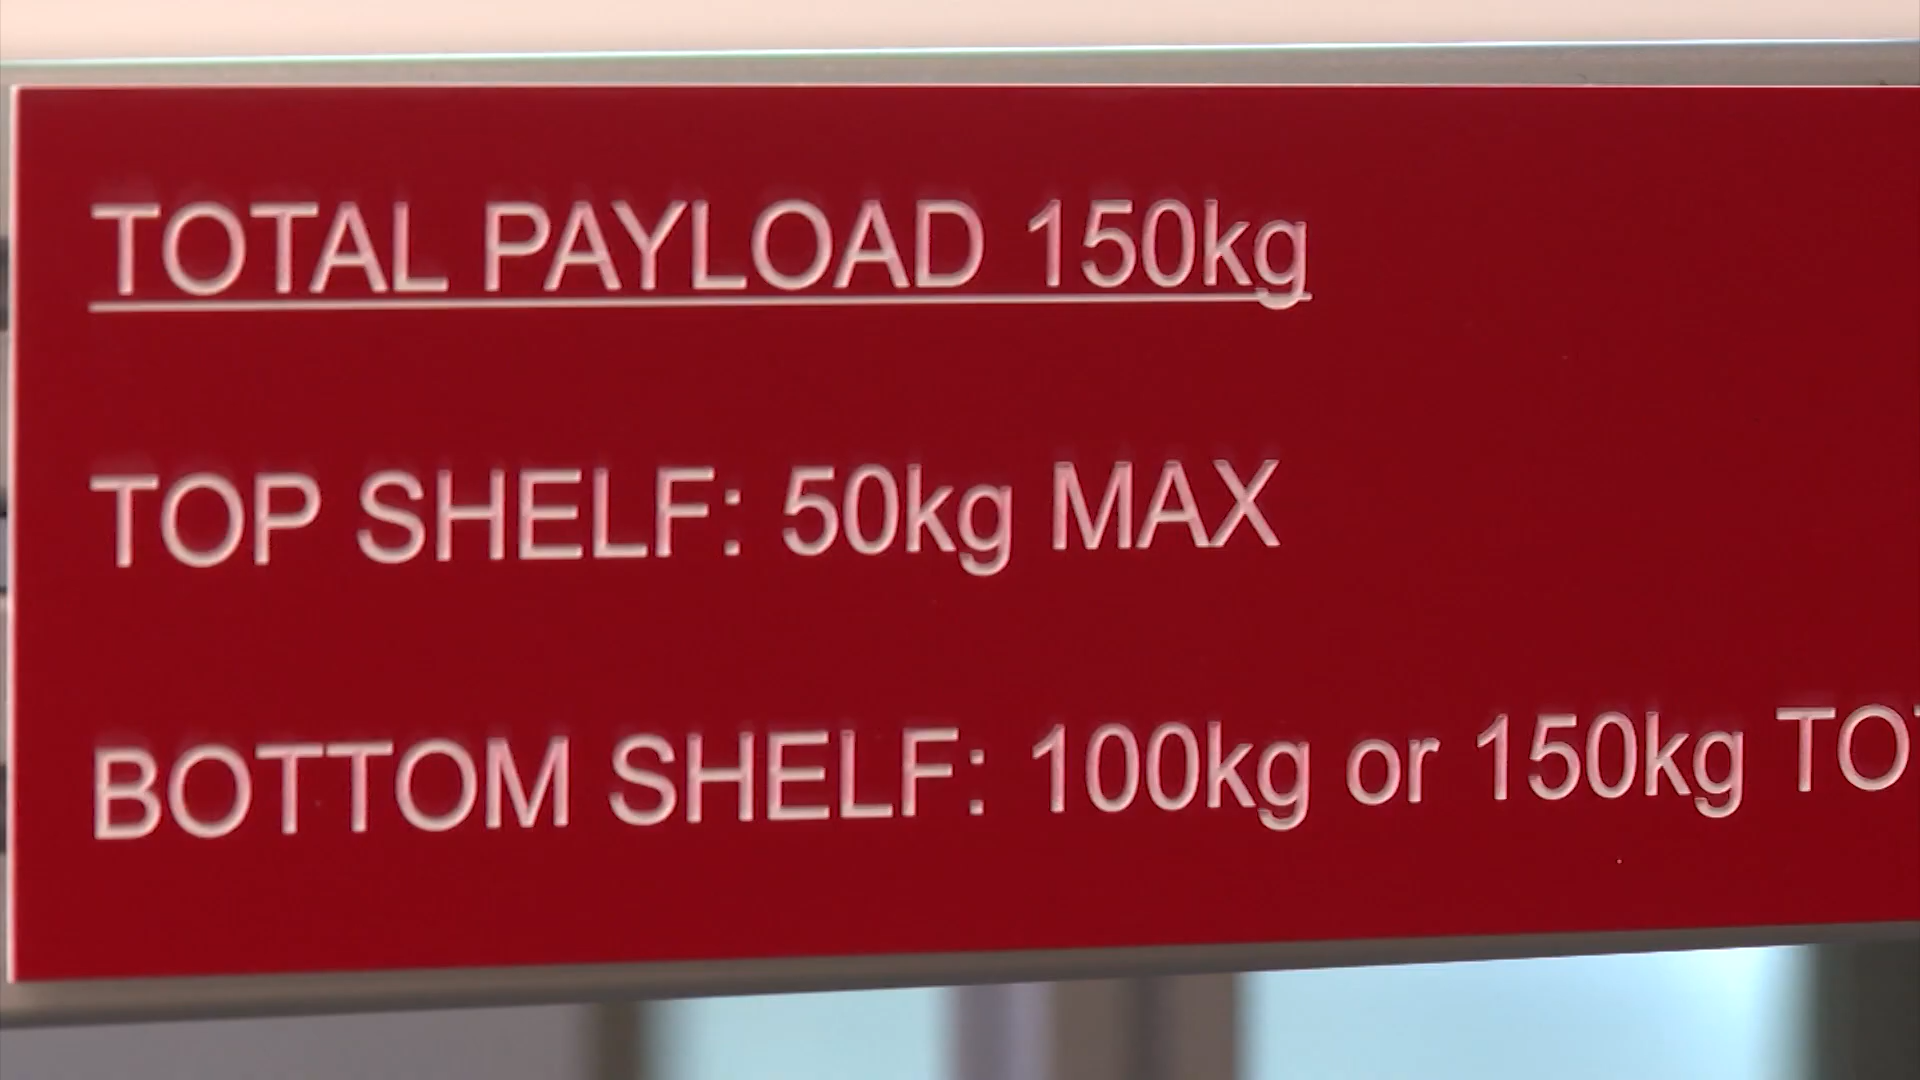 TOTAL PAYLOAD 150kg
TOP SHELF: 50kg MAX
BOTTOM SHELF: 100kg or 150kg